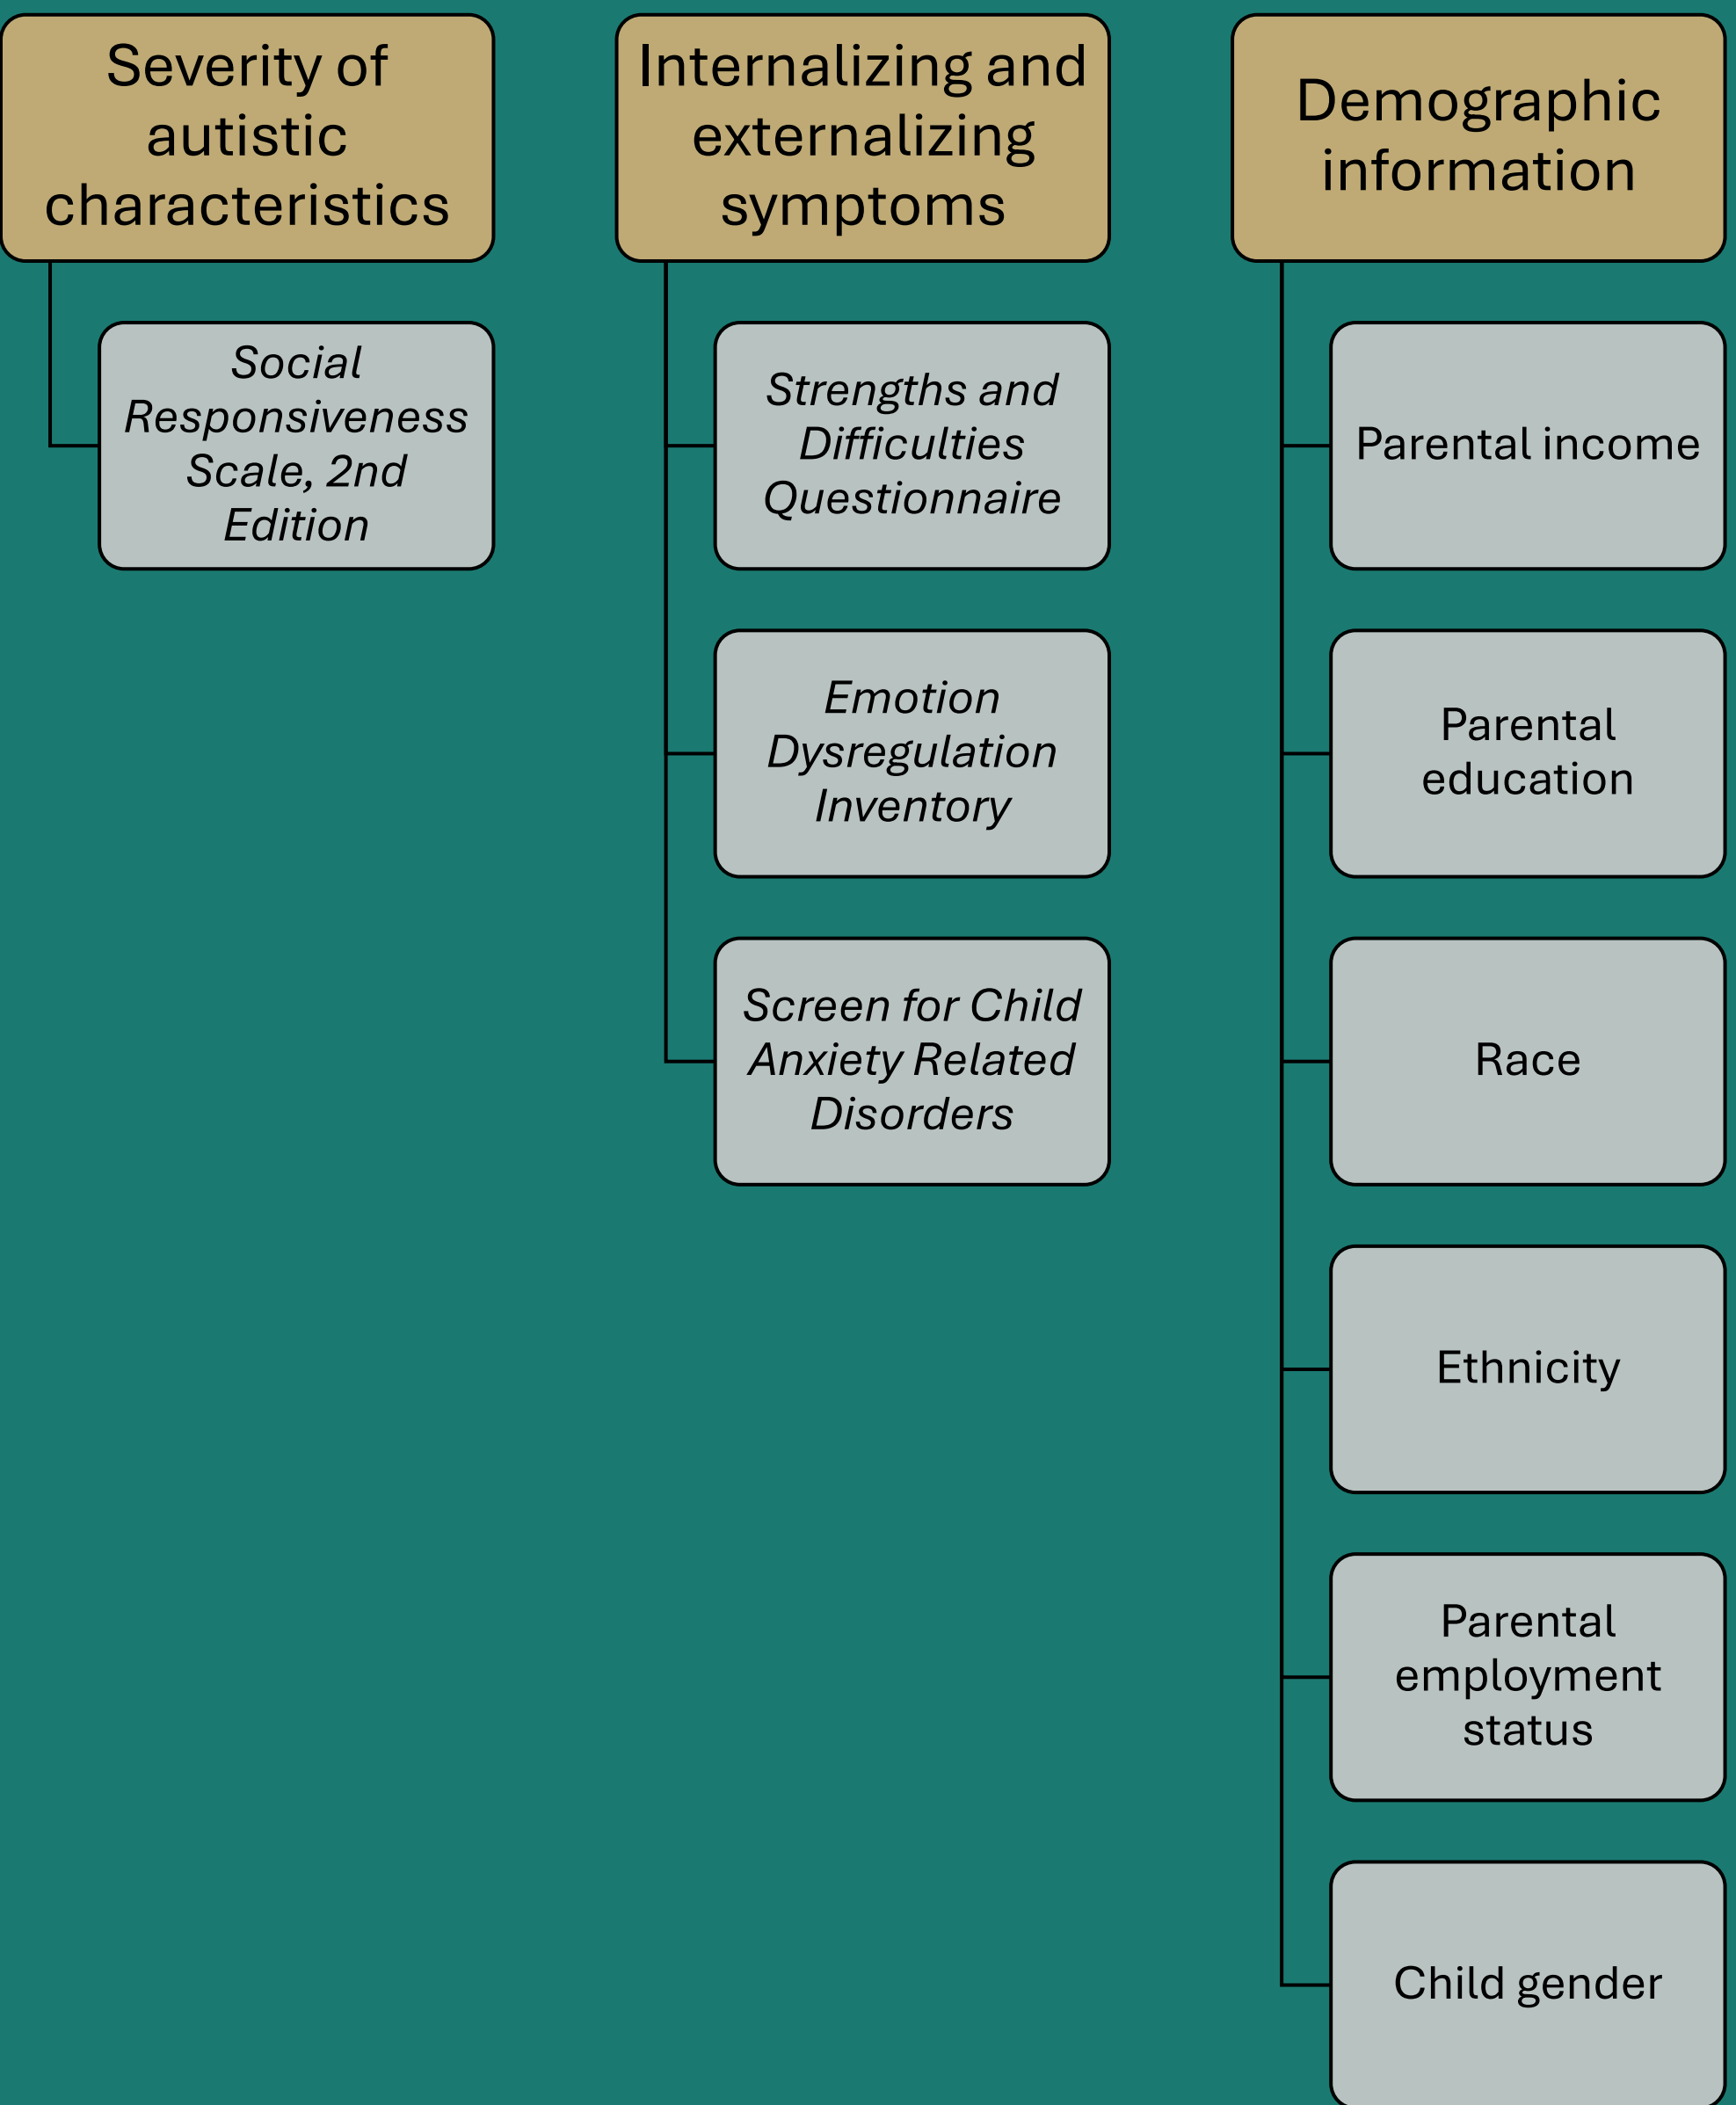 Severity of
autistic
characteristics
Social
Responsiveness
Scale, 2nd
Edition
Internalizing and
externalizing
symptoms
Strengths and
Difficulties
Questionnaire
Emotion
Dysregulation
Inventory
Screen for Child
Anxiety Related
Disorders
Demographic
information
Parental income
Parental
education
Race
Ethnicity
Parental
employment
status
Child gender